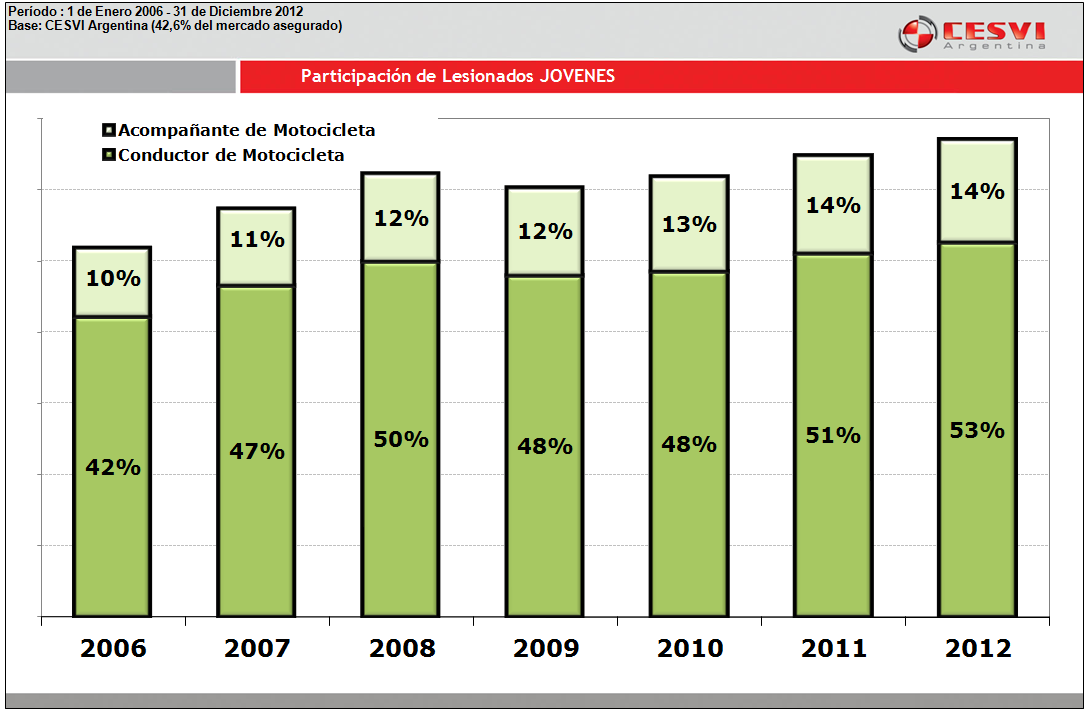 Período : 1 de Enero 2006 - 31 de Diciembre 2012
Base: CESVI Argentina (42,6% del mercado asegurado)
CESVI
Argentina
Participación de Lesionados JOVENES
Acompañante de Motocicleta
Conductor de Motocicleta
10% 11% 12% 12% 13% 14% 14%
42% 47% 50% 48% 48% 51% 53%
2006 2007 2008 2009 2010 2011 2012